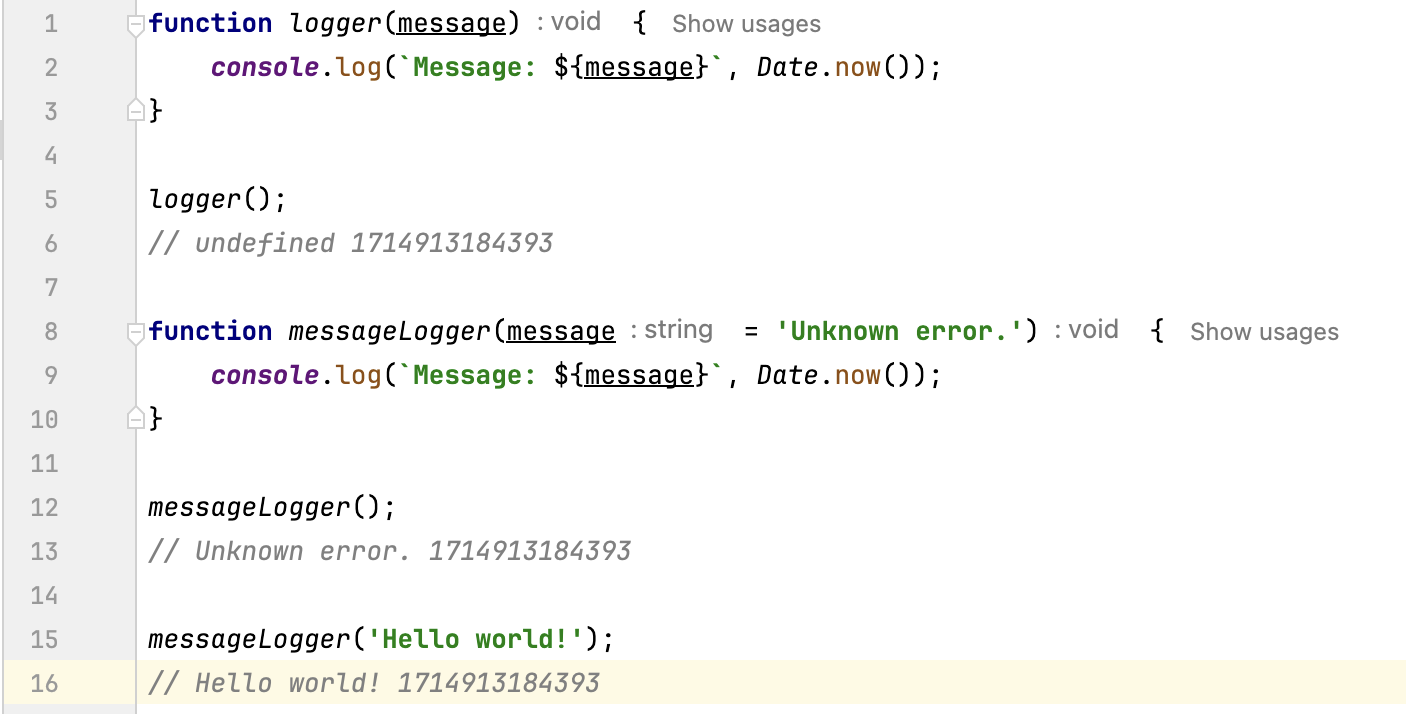 1 function logger(message) : void { Show usages
2 console.log(`Message: ${message}`, Date.now());
3 }
4
5 logger();
6 // undefined 1714913184393
7
8 function messageLogger(message : string = 'Unknown error.') : void { Show usages
9 console.log(`Message: ${message}`, Date.now());
10 }
11
12 messageLogger();
13 // Unknown error. 1714913184393
14
15 messageLogger('Hello world!');
16 // Hello world! 1714913184393